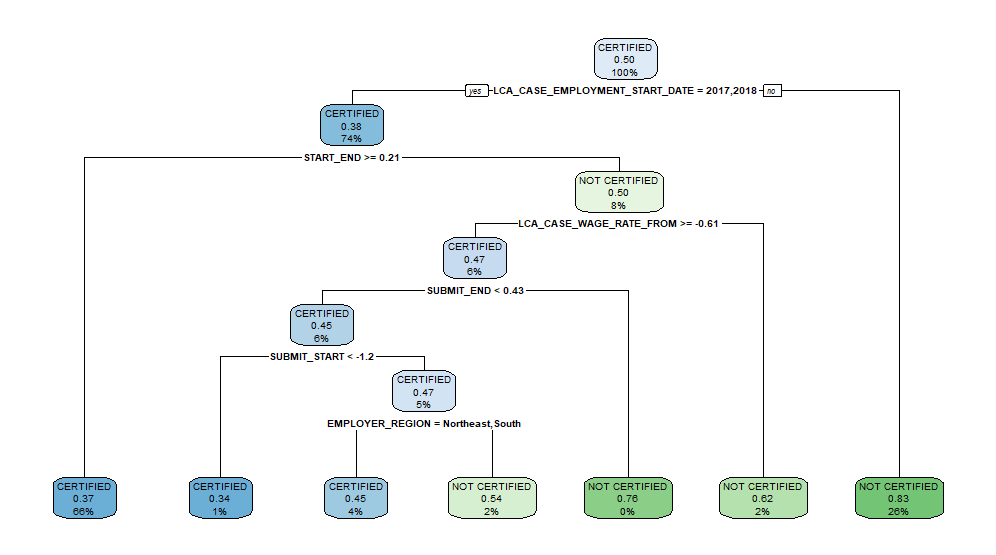 CERTIFIED
0.50
100%
yes LCA_CASE_EMPLOYMENT_START_DATE = 2017,2018 no
CERTIFIED
0.38
74%
START_END >= 0.21
NOT CERTIFIED
0.50
8%
LCA_CASE_WAGE_RATE_FROM >= -0.61
CERTIFIED
0.47
6%
SUBMIT_END < 0.43
CERTIFIED
0.45
6%
SUBMIT_START < -1.2
CERTIFIED
0.47
5%
EMPLOYER_REGION = Northeast,South
CERTIFIED
0.37
66%
CERTIFIED
0.34
1%
CERTIFIED
0.45
4%
NOT CERTIFIED
0.54
2%
NOT CERTIFIED
0.76
0%
NOT CERTIFIED
0.62
2%
NOT CERTIFIED
0.83
26%